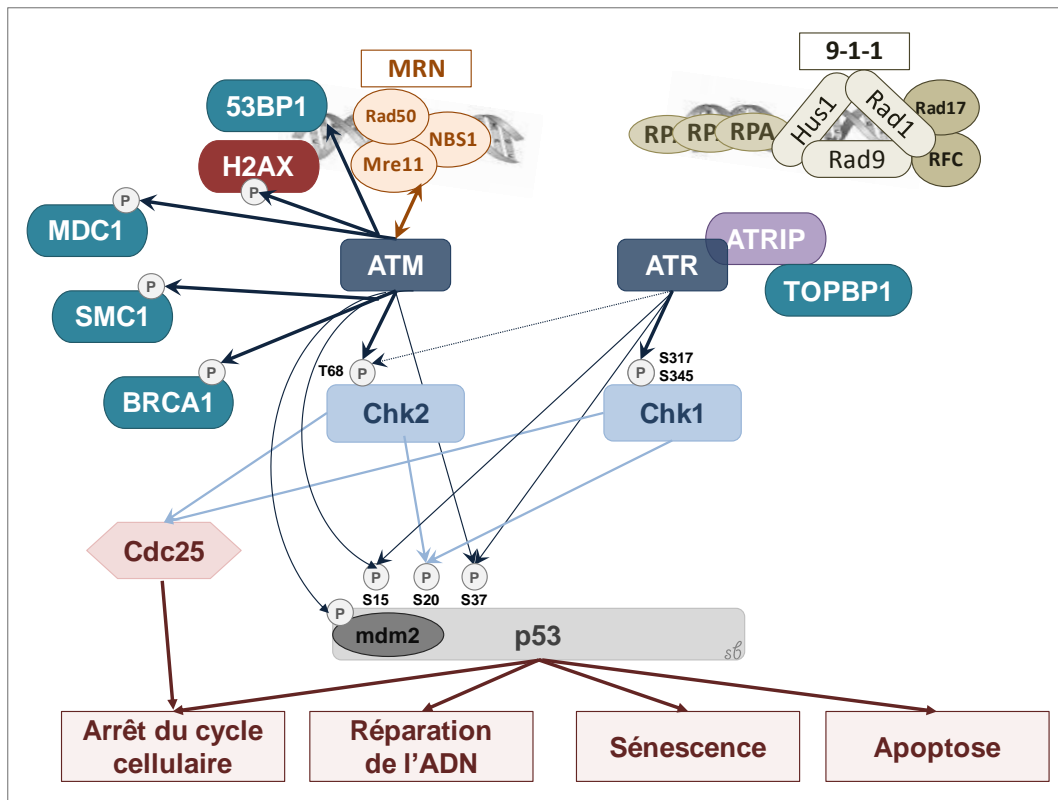 MRN
9-1-1
53BP1
Rad50
NBS1
Mre11
H2AX
P
RP
RP
RPA
Hus1
Rad1
Rad17
Rad9
RFC
MDC1
P
ATM
ATR
ATRIP
TOPBP1
SMC1
P
BRCA1
P
T68
P
P
S317
S345
Chk2
Chk1
Cdc25
P
P
P
S15
S20
S37
P
mdm2
p53
sb
Arrêt du cycle
cellulaire
Réparation
de l’ADN
Sénescence
Apoptose